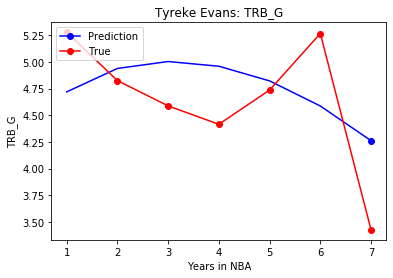 Tyreke Evans: TRB_G
Prediction
True
5.25
5.00
4.75
4.50
4.25
4.00
3.75
3.50
TRB_G
1 2 3 4 5 6 7
Years in NBA